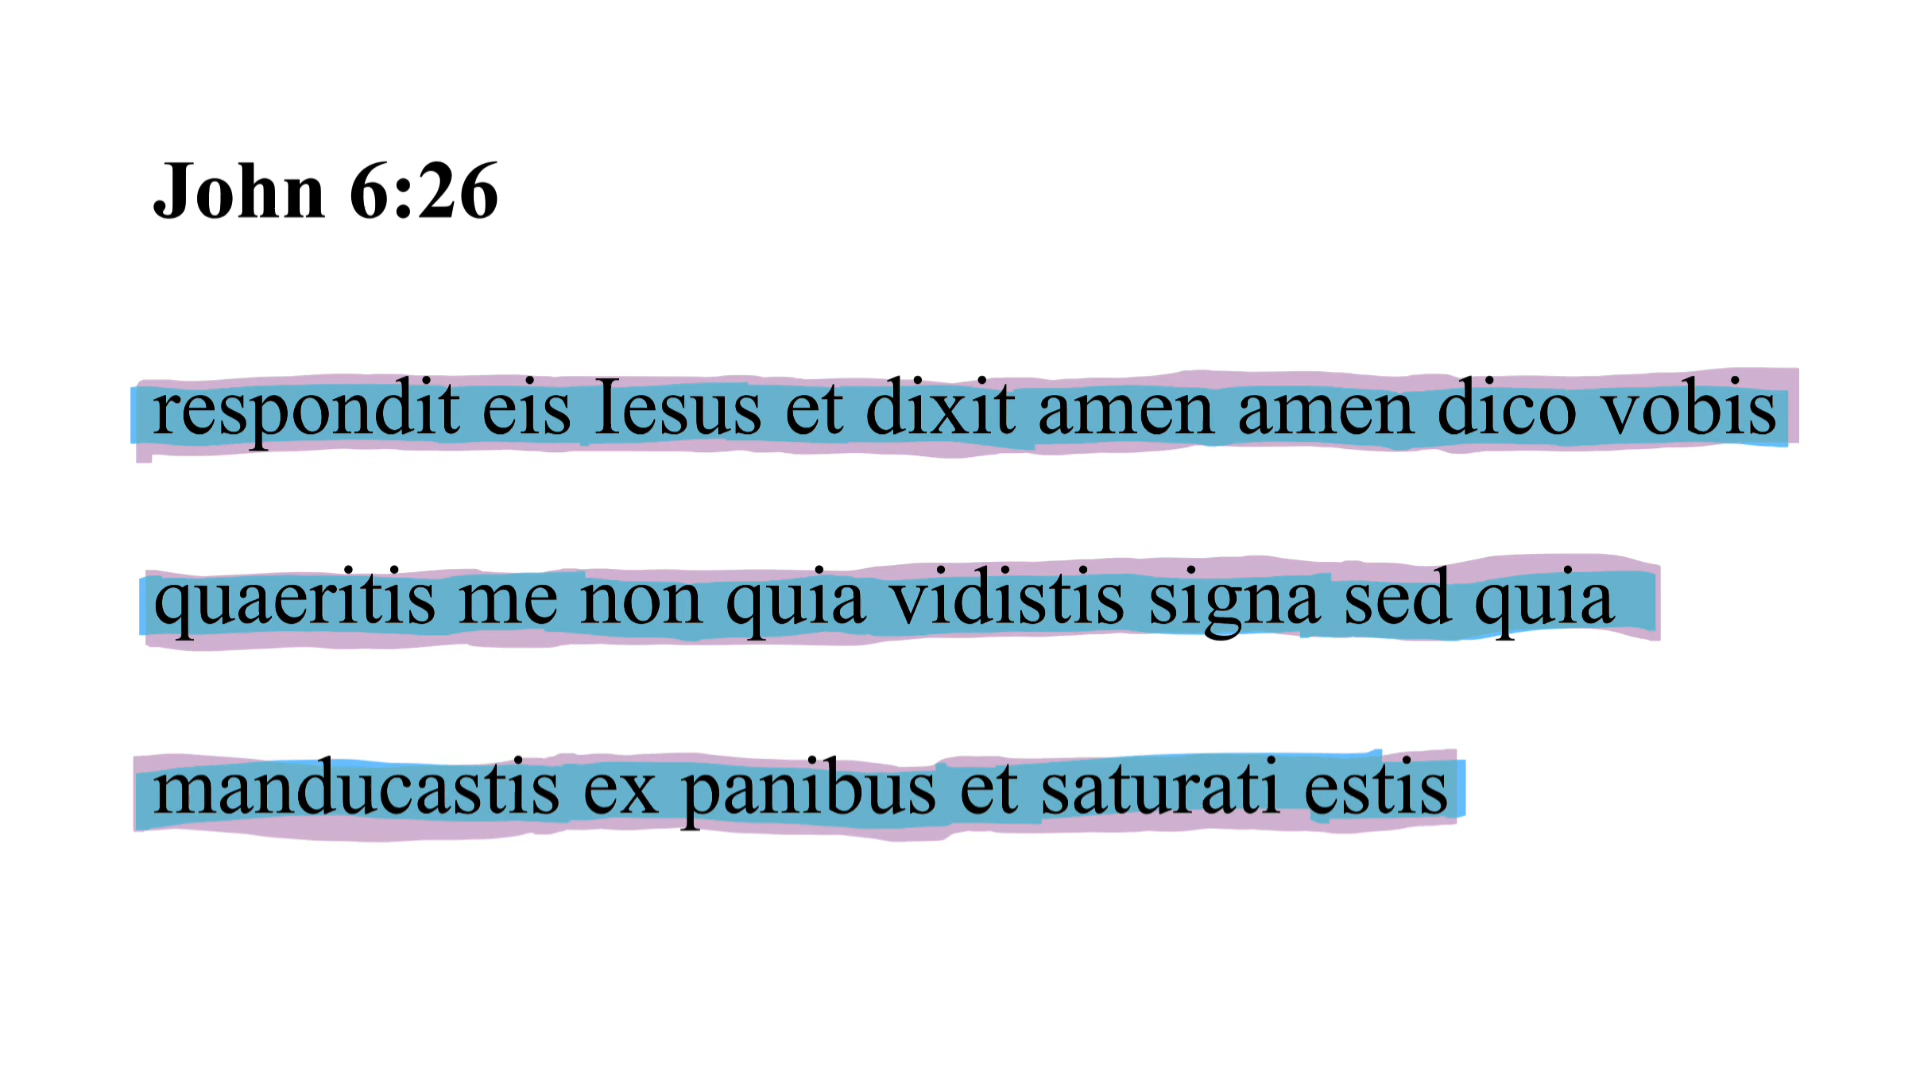 John 6:26
respondit eis Iesus et dixit amen amen dico vobis
quaeritis me non quia vidistis signa sed quia
manducastis ex panibus et saturati estis